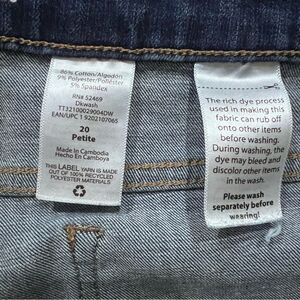 86% Cotton/Algodón
9% Polyester/Poliéster
5% Spandex
RN# 52469
Dkwash
TT32100029004DW
EAN/UPC 1 9202107065
20
Petite
Made in Cambodia
Hecho En Camboya
THIS LABEL YARN IS MADE
OUT OF 100% RECYCLED
POLYESTER MATERIALS
The rich dye process
used in making this
fabric can rub off
onto other items
before washing.
During washing, the
dye may bleed and
discolor other items
in the wash.
Please wash
separately before
wearing!